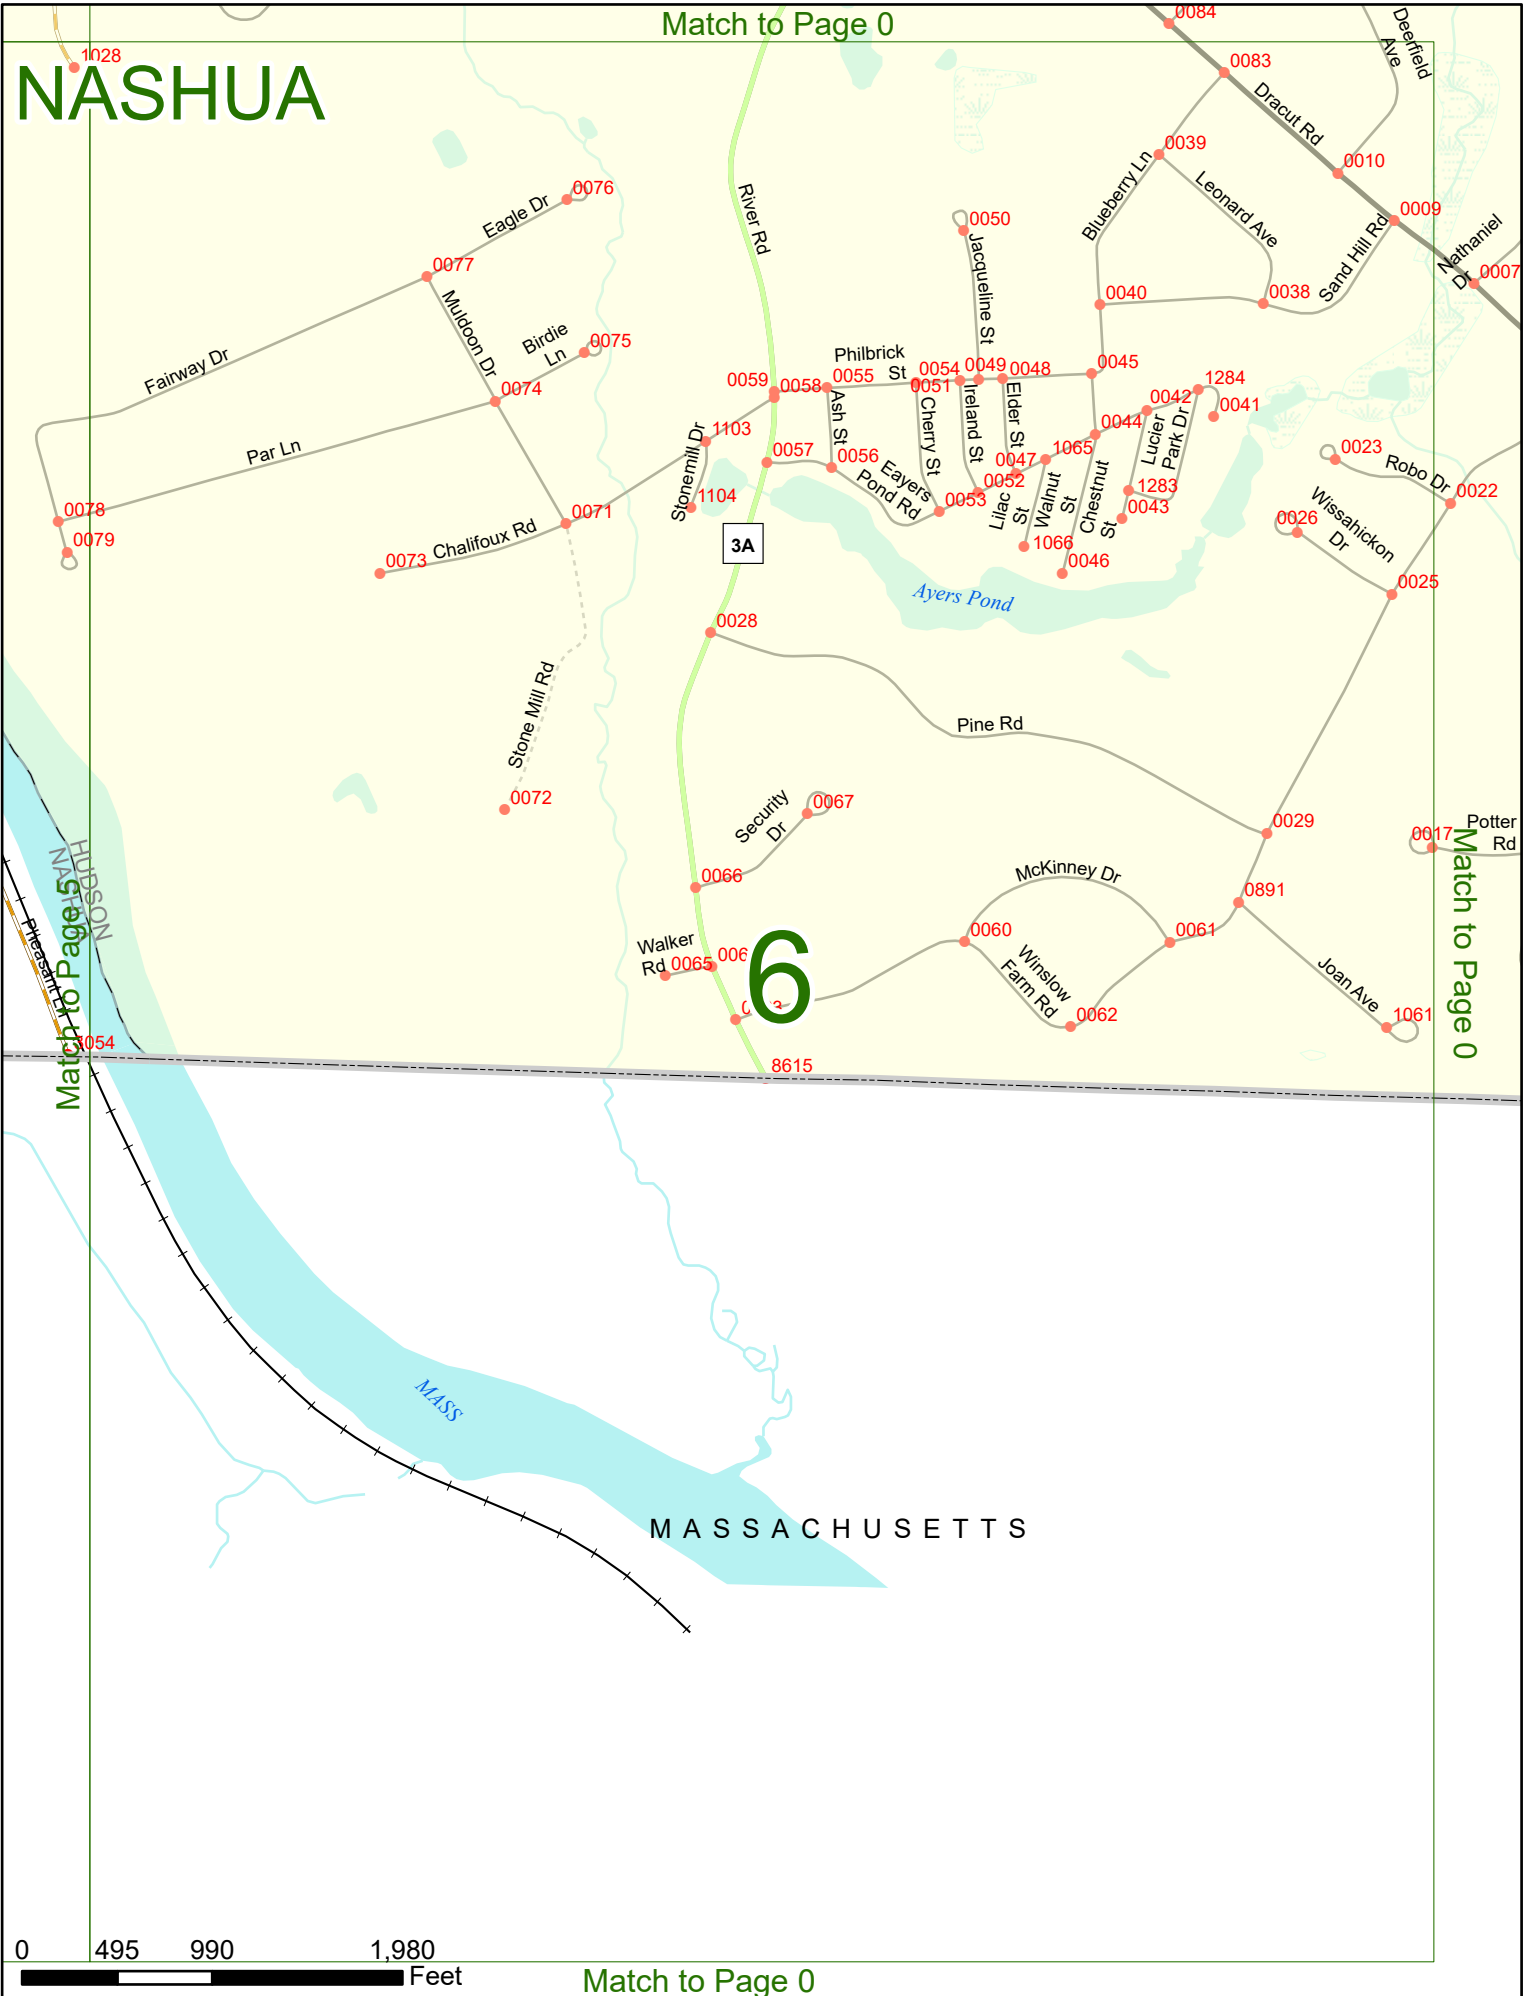 Match to Page 0
0084
Deerfield
Ave
1028
NASHUA
0083
Dracut Rd
0039
0010
Blueberry Ln
Leonard Ave
0076
Eagle Dr
River Rd
0050
Jacqueline St
0009
Sand Hill Rd
Nathaniel
Dr
0007
0077
Muldoon Dr
0040
0038
Birdie
Ln
0075
Fairway Dr
Philbrick
St
0059
0058
0055
0051
0054
0049
0048
0045
0074
1284
0042
0041
Ash St
Cherry St
Ireland St
Elder St
Lucier
Park Dr
Par Ln
Stonemill Dr
1103
0044
0057
0056
0047
1065
0023
Robo Dr
Eayers
Pond Rd
0053
0052
Lilac
St
Walnut
St
Chestnut
St
1283
0043
0022
0078
1104
0071
Wissahickon
Dr
0026
0079
Chalifoux Rd
0073
3A
1066
0046
Ayers Pond
0025
0028
Stone Mill Rd
Pine Rd
0072
Security
Dr
0067
0029
0017
Potter
Rd
HUDSON
0066
McKinney Dr
0891
Match to Page 5
Pheasant Ln
Match to Page 0
Walker
Rd
0065
6
0060
0061
Winslow
Farm Rd
0062
Joan Ave
1061
8615
MASS
MASSACHUSETTS
0 495 990 1,980
Feet
Match to Page 0